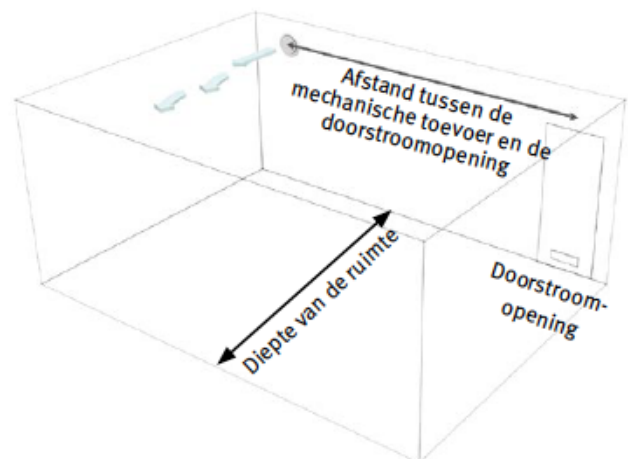 Afstand tussen de
mechanische toevoer en de
doorstroomopening
Diepte van de ruimte
Doorstroom-
opening